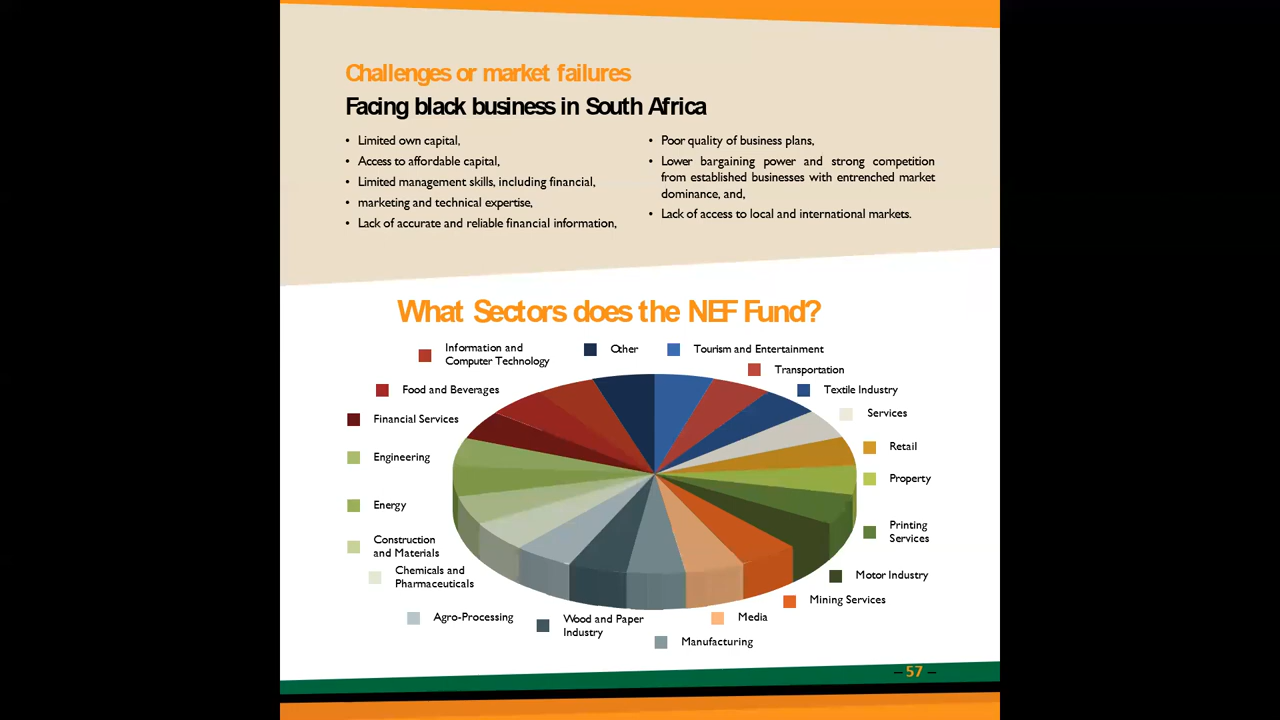 Challenges or market failures
Facing black business in South Africa
• Limited own capital,
• Access to affordable capital,
• Limited management skills, including financial,
• marketing and technical expertise,
• Lack of accurate and reliable financial information,
• Poor quality of business plans,
• Lower bargaining power and strong competition
from established businesses with entrenched market
dominance, and,
• Lack of access to local and international markets.
What Sectors does the NEF Fund?
Information and
Computer Technology
Other
Tourism and Entertainment
Transportation
Food and Beverages
Textile Industry
Financial Services
Services
Engineering
Retail
Energy
Property
Construction
and Materials
Printing
Services
Chemicals and
Pharmaceuticals
Motor Industry
Mining Services
Agro-Processing
Wood and Paper
Industry
Media
Manufacturing
– 57 –